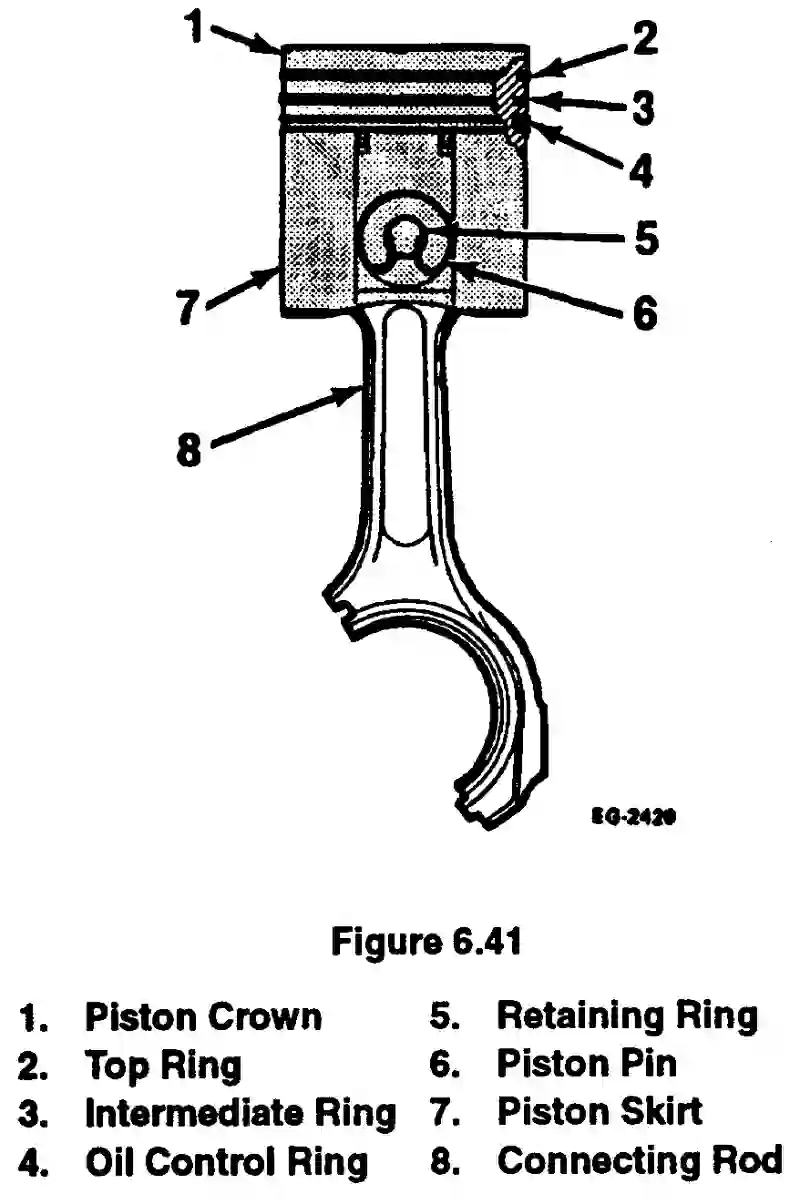 1
2
3
4
5
6
7
8
EG-2420
Figure 6.41
1. Piston Crown
2. Top Ring
3. Intermediate Ring
4. Oil Control Ring
5. Retaining Ring
6. Piston Pin
7. Piston Skirt
8. Connecting Rod